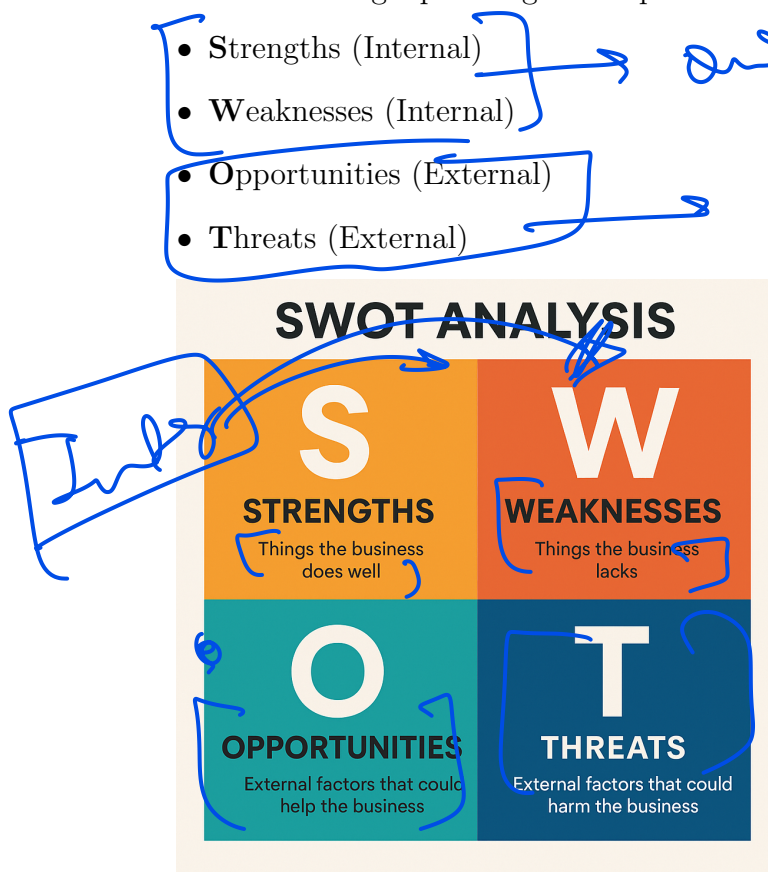 • Strengths (Internal)
• Weaknesses (Internal)
• Opportunities (External)
• Threats (External)
SWOT ANALYSIS
S
W
STRENGTHS
WEAKNESSES
Things the business
does well
Things the business
lacks
O
T
OPPORTUNITIES
THREATS
External factors that could
help the business
External factors that could
harm the business